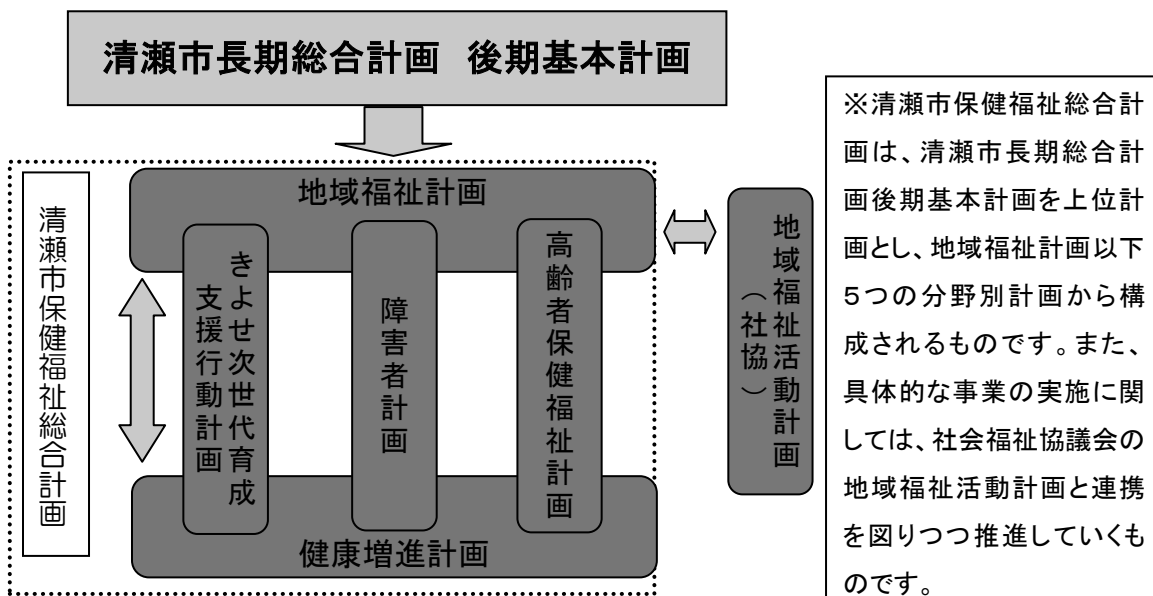 清瀬市長期総合計画 後期基本計画
清瀬市保健福祉総合計画
地域福祉計画
きよせ次世代育成
支援行動計画
障害者計画
高齢者保健福祉計画
健康増進計画
地域福祉活動計画
（社協）
※清瀬市保健福祉総合計
画は、清瀬市長期総合計
画後期基本計画を上位計
画とし、地域福祉計画以下
５つの分野別計画から構
成されるものです。また、
具体的な事業の実施に関
しては、社会福祉協議会の
地域福祉活動計画と連携
を図りつつ推進していくも
のです。